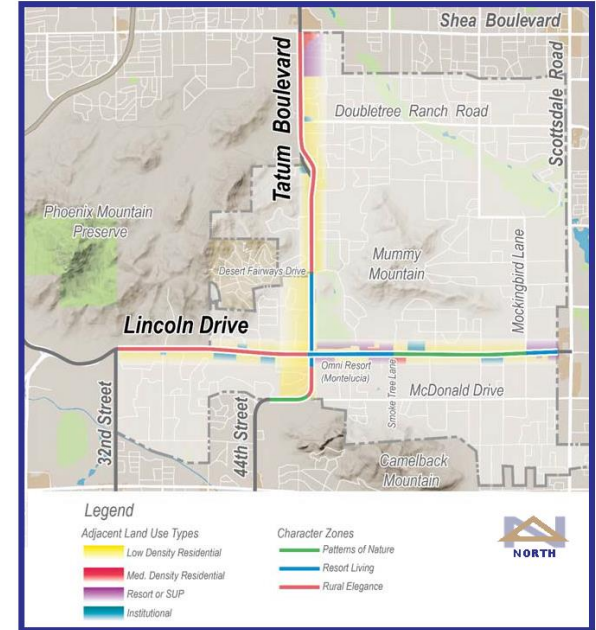 Shea Boulevard
Tatum Boulevard
Scottsdale Road
Doubletree Ranch Road
Phoenix Mountain
Preserve
Mummy
Mountain
Desert Fairways Drive
Mockingbird Lane
Lincoln Drive
Omni Resort
(Montelucia)
Smoke Tree Lane
McDonald Drive
32nd Street
44th Street
Camelback
Mountain
Legend
Adjacent Land Use Types
Low Density Residential
Med. Density Residential
Resort or SUP
Institutional
Character Zones
Patterns of Nature
Resort Living
Rural Elegance
NORTH